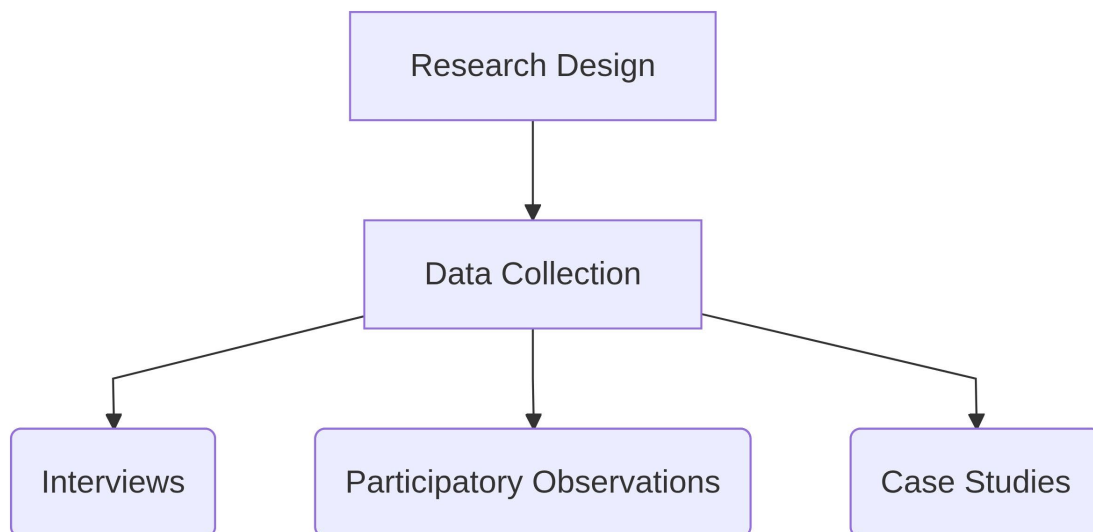 Research Design
Data Collection
Interviews
Participatory Observations
Case Studies